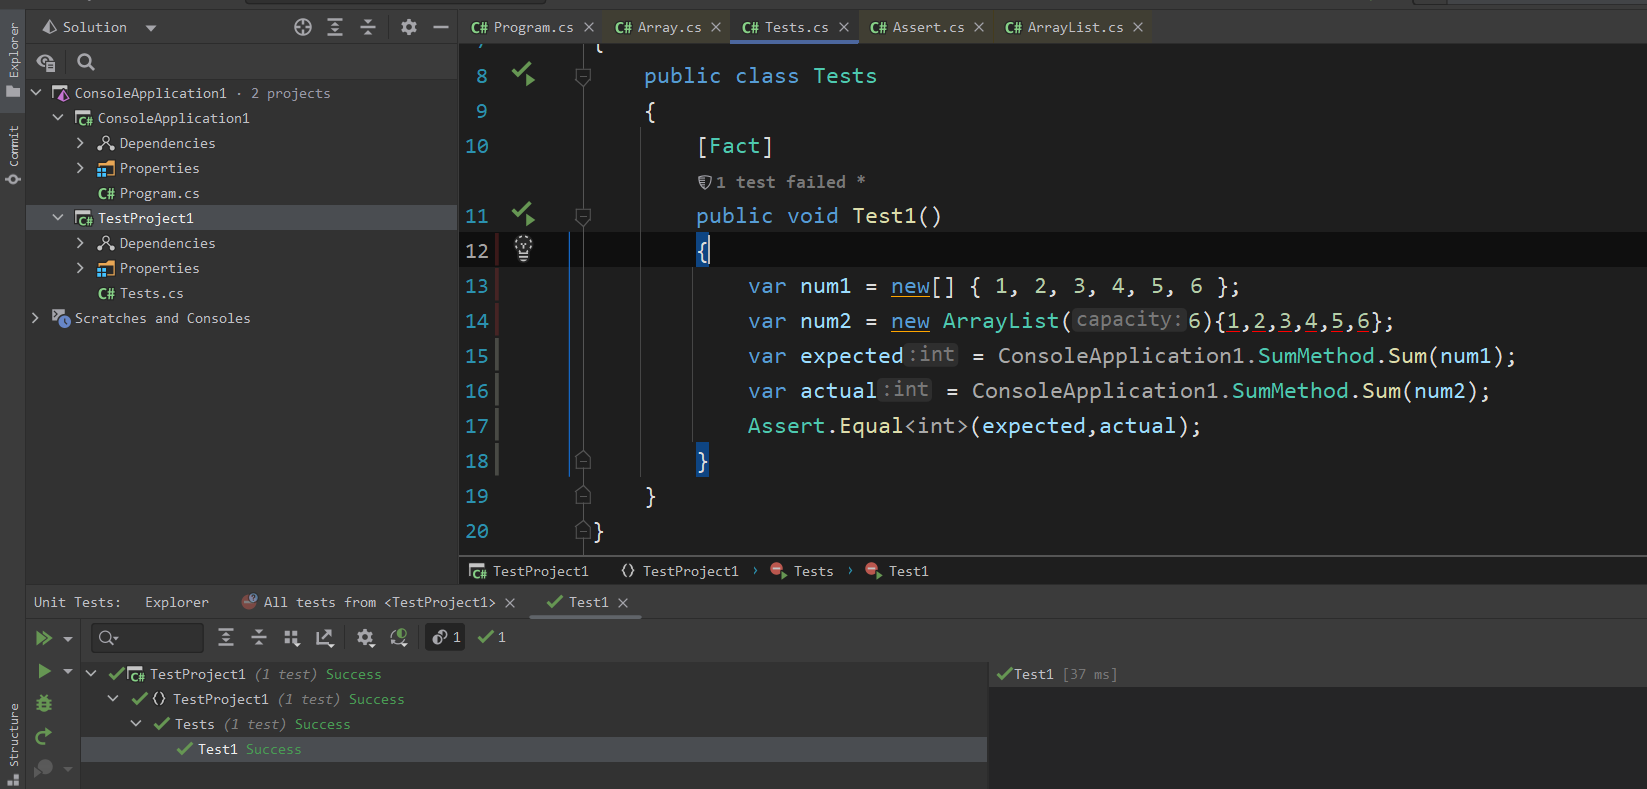 Solution
Program.cs
Array.cs
Tests.cs
Assert.cs
ArrayList.cs
Explorer
Commit
Structure
ConsoleApplication1 · 2 projects
ConsoleApplication1
Dependencies
Properties
C# Program.cs
TestProject1
Dependencies
Properties
C# Tests.cs
Scratches and Consoles
{
8 public class Tests
9 {
10 [Fact]
1 test failed *
11 public void Test1()
12 {
13 var num1 = new[] { 1, 2, 3, 4, 5, 6 };
14 var num2 = new ArrayList(capacity:6){1,2,3,4,5,6};
15 var expected:int = ConsoleApplication1.SumMethod.Sum(num1);
16 var actual:int = ConsoleApplication1.SumMethod.Sum(num2);
17 Assert.Equal<int>(expected,actual);
18 }
19 }
20 }
TestProject1 TestProject1 › Tests › Test1
Unit Tests: Explorer All tests from <TestProject1> Test1
1 1
TestProject1 (1 test) Success
TestProject1 (1 test) Success
Tests (1 test) Success
Test1 Success
Test1 [37 ms]